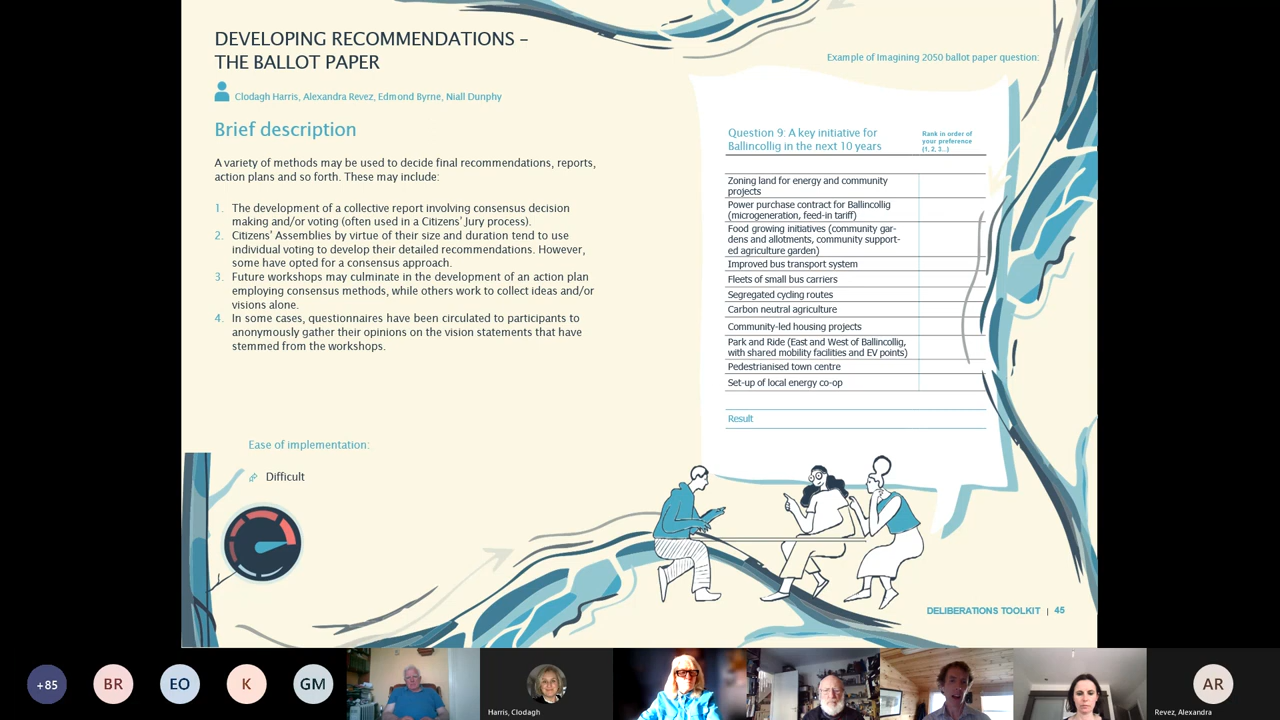 DEVELOPING RECOMMENDATIONS –
THE BALLOT PAPER
Clodagh Harris, Alexandra Revez, Edmond Byrne, Niall Dunphy
Brief description
A variety of methods may be used to decide final recommendations, reports,
action plans and so forth. These may include:
1. The development of a collective report involving consensus decision
making and/or voting (often used in a Citizens’ Jury process).
2. Citizens’ Assemblies by virtue of their size and duration tend to use
individual voting to develop their detailed recommendations. However,
some have opted for a consensus approach.
3. Future workshops may culminate in the development of an action plan
employing consensus methods, while others work to collect ideas and/or
visions alone.
4. In some cases, questionnaires have been circulated to participants to
anonymously gather their opinions on the vision statements that have
stemmed from the workshops.
Ease of implementation:
Difficult
Example of Imagining 2050 ballot paper question:
Question 9: A key initiative for
Ballincollig in the next 10 years
Rank in order of
your preference
(1, 2, 3...)
Zoning land for energy and community
projects
Power purchase contract for Ballincollig
(microgeneration, feed-in tariff)
Food growing initiatives (community gar-
dens and allotments, community support-
ed agriculture garden)
Improved bus transport system
Fleets of small bus carriers
Segregated cycling routes
Carbon neutral agriculture
Community-led housing projects
Park and Ride (East and West of Ballincollig,
with shared mobility facilities and EV points)
Pedestrianised town centre
Set-up of local energy co-op
Result
DELIBERATIONS TOOLKIT | 45
+85
BR
EO
K
GM
Harris, Clodagh
AR
Revez, Alexandra